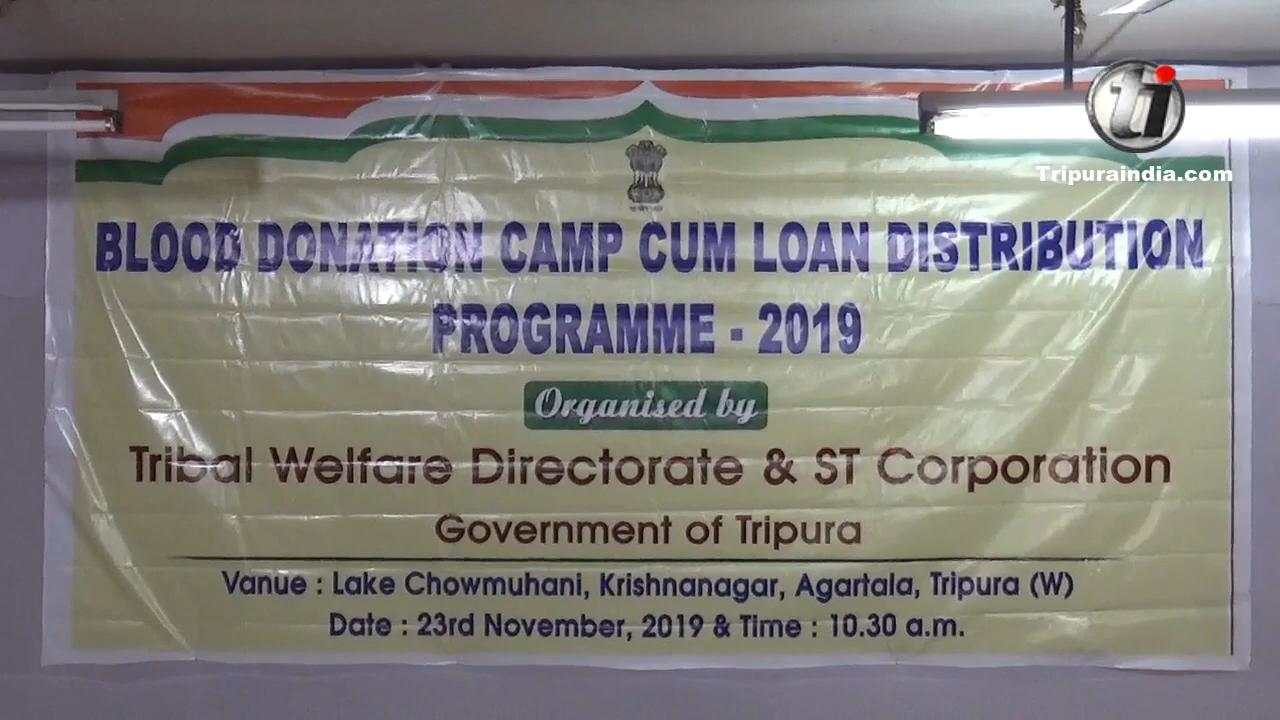 ti
Tripuraindia.com
BLOOD DONATION CAMP CUM LOAN DISTRIBUTION
PROGRAMME - 2019
Organised by
Tribal Welfare Directorate & ST Corporation
Government of Tripura
Vanue : Lake Chowmuhani, Krishnanagar, Agartala, Tripura (W)
Date : 23rd November, 2019 & Time : 10.30 a.m.